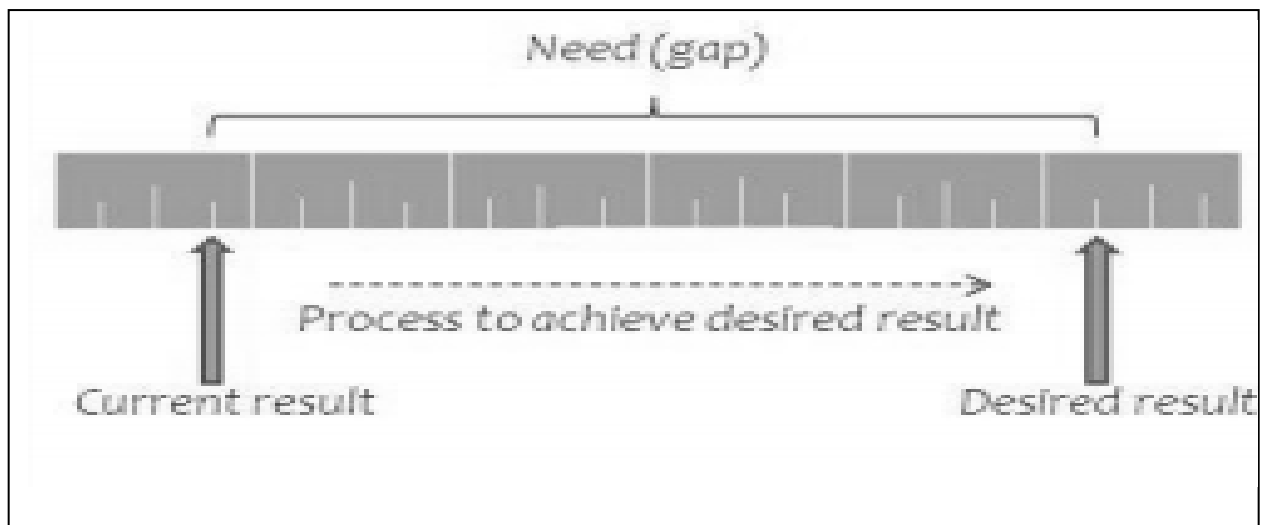 Need (gap)
Process to achieve desired result
Current result
Desired result